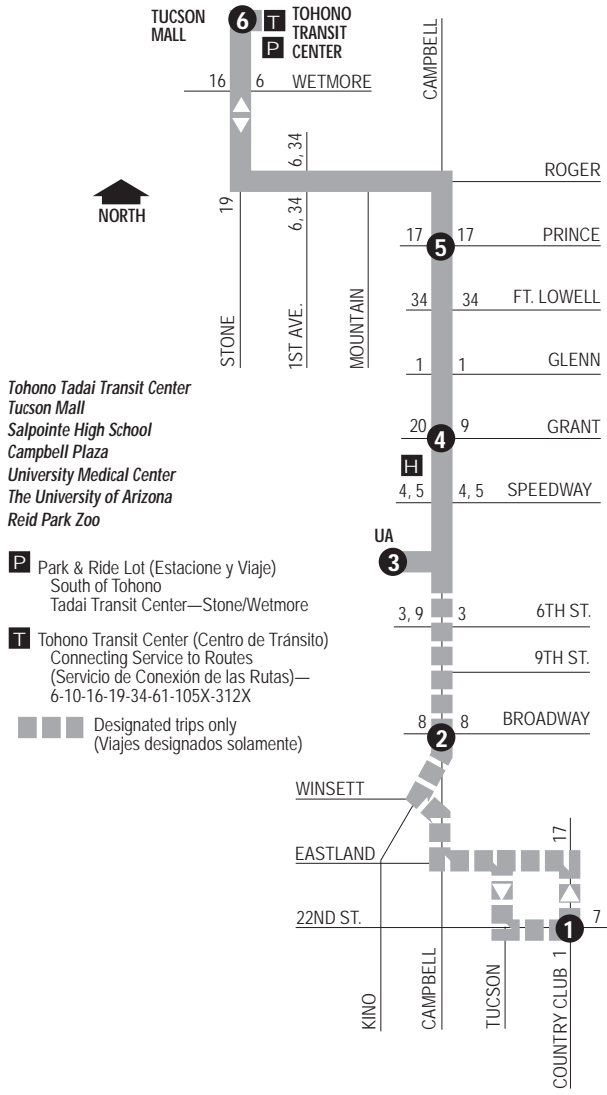 TUCSON
MALL
6
T
P
TOHONO
TRANSIT
CENTER
CAMPBELL
16
6
WETMORE
6, 34
ROGER
NORTH
19
6, 34
17
5
17
PRINCE
STONE
1ST AVE.
MOUNTAIN
34
34
FT. LOWELL
1
1
GLENN
Tohono Tadai Transit Center
Tucson Mall
Salpointe High School
Campbell Plaza
University Medical Center
The University of Arizona
Reid Park Zoo
20
4
9
GRANT
H
4, 5
4, 5
SPEEDWAY
UA
3
P Park & Ride Lot (Estacione y Viaje)
South of Tohono
Tadai Transit Center—Stone/Wetmore
3, 9
3
6TH ST.
T Tohono Transit Center (Centro de Tránsito)
Connecting Service to Routes
(Servicio de Conexión de las Rutas)—
6-10-16-19-34-61-105X-312X
9TH ST.
Designated trips only
(Viajes designados solamente)
8
2
8
BROADWAY
WINSETT
17
EASTLAND
22ND ST.
1
7
KINO
CAMPBELL
TUCSON
COUNTRY CLUB
1